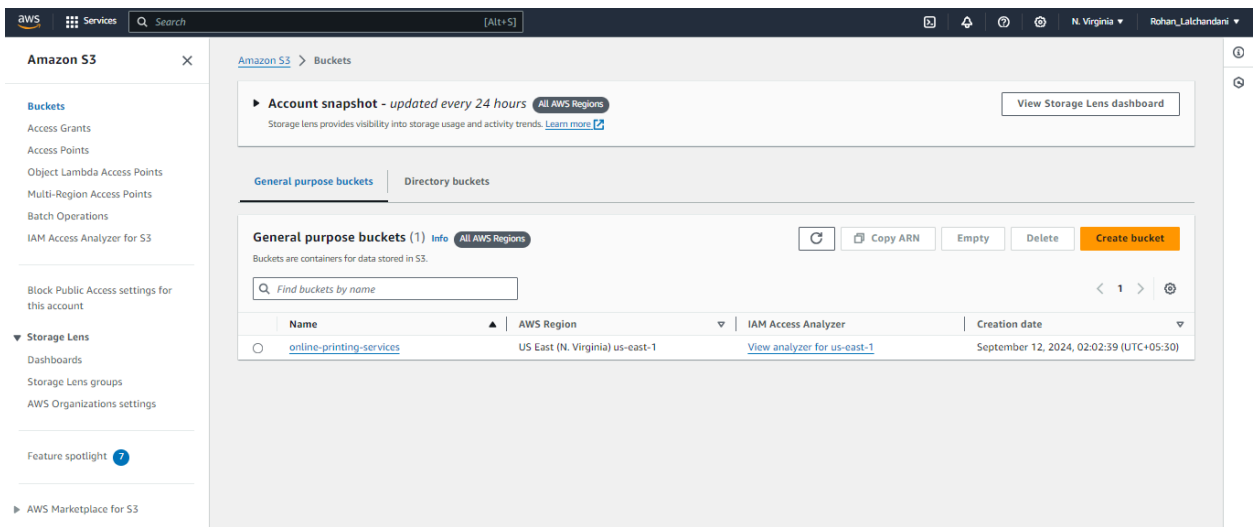 aws Services Search [Alt+S] N. Virginia Rohan_Lalchandani
Amazon S3
Buckets
Access Grants
Access Points
Object Lambda Access Points
Multi-Region Access Points
Batch Operations
IAM Access Analyzer for S3
Block Public Access settings for
this account
Storage Lens
Dashboards
Storage Lens groups
AWS Organizations settings
Feature spotlight 7
AWS Marketplace for S3
Amazon S3 > Buckets
Account snapshot - updated every 24 hours All AWS Regions
View Storage Lens dashboard
Storage lens provides visibility into storage usage and activity trends. Learn more
General purpose buckets Directory buckets
General purpose buckets (1) Info All AWS Regions
Copy ARN Empty Delete Create bucket
Buckets are containers for data stored in S3.
Find buckets by name
1
Name AWS Region IAM Access Analyzer Creation date
online-printing-services US East (N. Virginia) us-east-1 View analyzer for us-east-1 September 12, 2024, 02:02:39 (UTC+05:30)